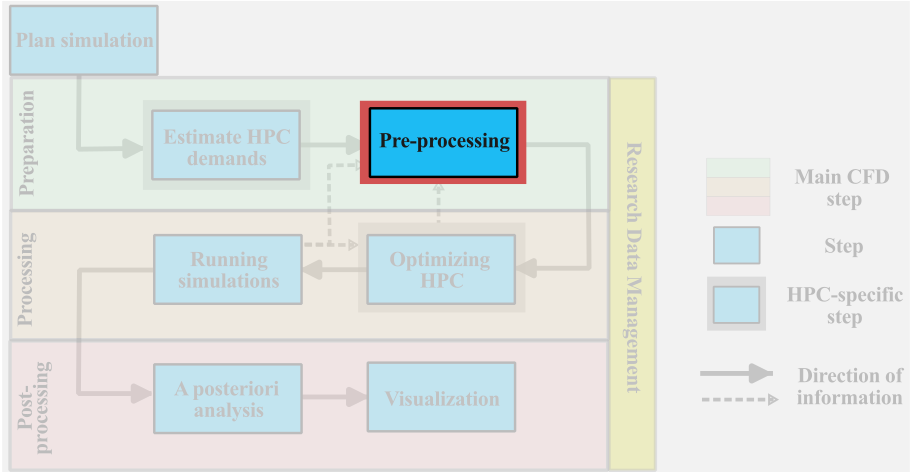 Plan simulation
Preparation
Estimate HPC
demands
Pre-processing
Processing
Running
simulations
Optimizing
HPC
Post-
processing
A posteriori
analysis
Visualization
Research Data Management
Main CFD
step
Step
HPC-specific
step
Direction of
information